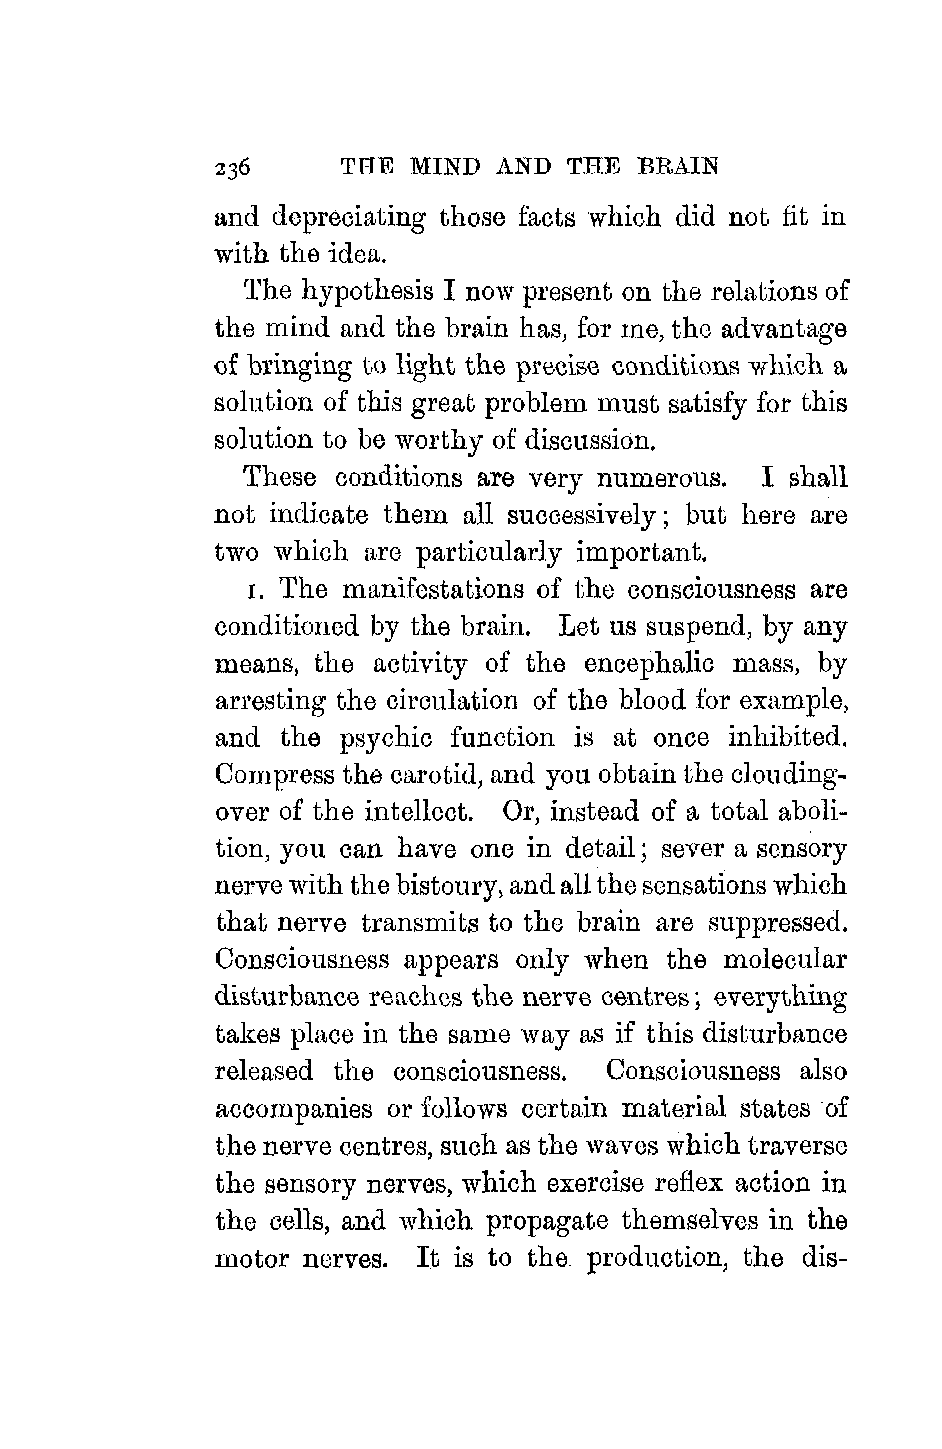 236 THE MIND AND THE BRAIN
and depreciating those facts which did not fit in
with the idea.
The hypothesis I now present on the relations of
the mind and the brain has, for me, the advantage
of bringing to light the precise conditions which a
solution of this great problem must satisfy for this
solution to be worthy of discussion.
These conditions are very numerous. I shall
not indicate them all successively; but here are
two which are particularly important.
1. The manifestations of the consciousness are
conditioned by the brain. Let us suspend, by any
means, the activity of the encephalic mass, by
arresting the circulation of the blood for example,
and the psychic function is at once inhibited.
Compress the carotid, and you obtain the clouding-
over of the intellect. Or, instead of a total aboli-
tion, you can have one in detail; sever a sensory
nerve with the bistoury, and all the sensations which
that nerve transmits to the brain are suppressed.
Consciousness appears only when the molecular
disturbance reaches the nerve centres; everything
takes place in the same way as if this disturbance
released the consciousness. Consciousness also
accompanies or follows certain material states of
the nerve centres, such as the waves which traverse
the sensory nerves, which exercise reflex action in
the cells, and which propagate themselves in the
motor nerves. It is to the production, the dis-